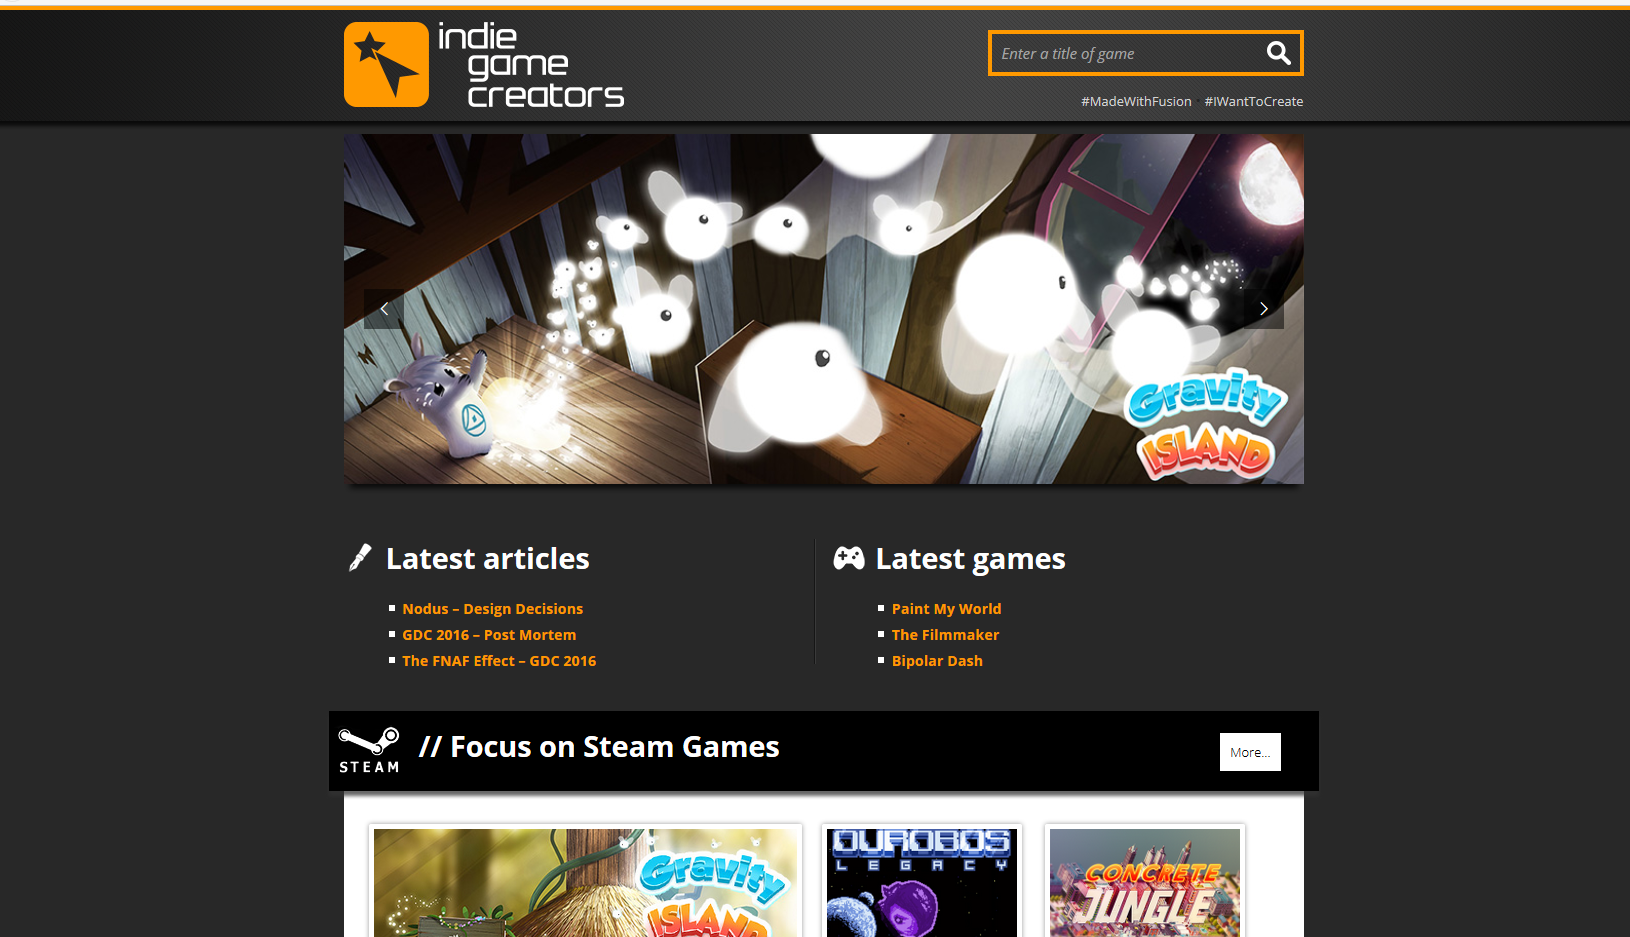 indie
game
creators
Enter a title of game
#MadeWithFusion · #IWantToCreate
Gravity
ISLAND
Latest articles
Nodus – Design Decisions
GDC 2016 – Post Mortem
The FNAF Effect – GDC 2016
Latest games
Paint My World
The Filmmaker
Bipolar Dash
STEAM
// Focus on Steam Games
More...
Gravity
ISLAND
OUROBOS
LEGACY
CONCRETE
JUNGLE